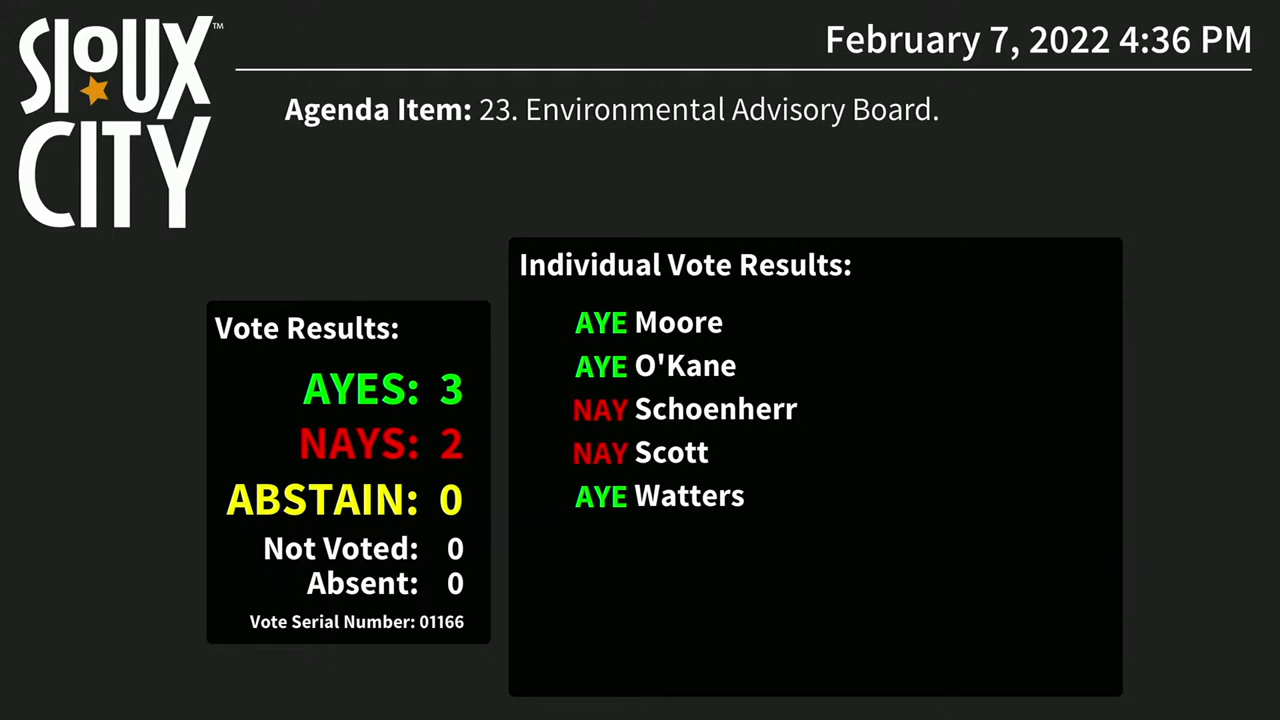 SIOUX
CITY
™
February 7, 2022 4:36 PM
Agenda Item: 23. Environmental Advisory Board.
Vote Results:
AYES: 3
NAYS: 2
ABSTAIN: 0
Not Voted: 0
Absent: 0
Vote Serial Number: 01166
Individual Vote Results:
AYE Moore
AYE O'Kane
NAY Schoenherr
NAY Scott
AYE Watters